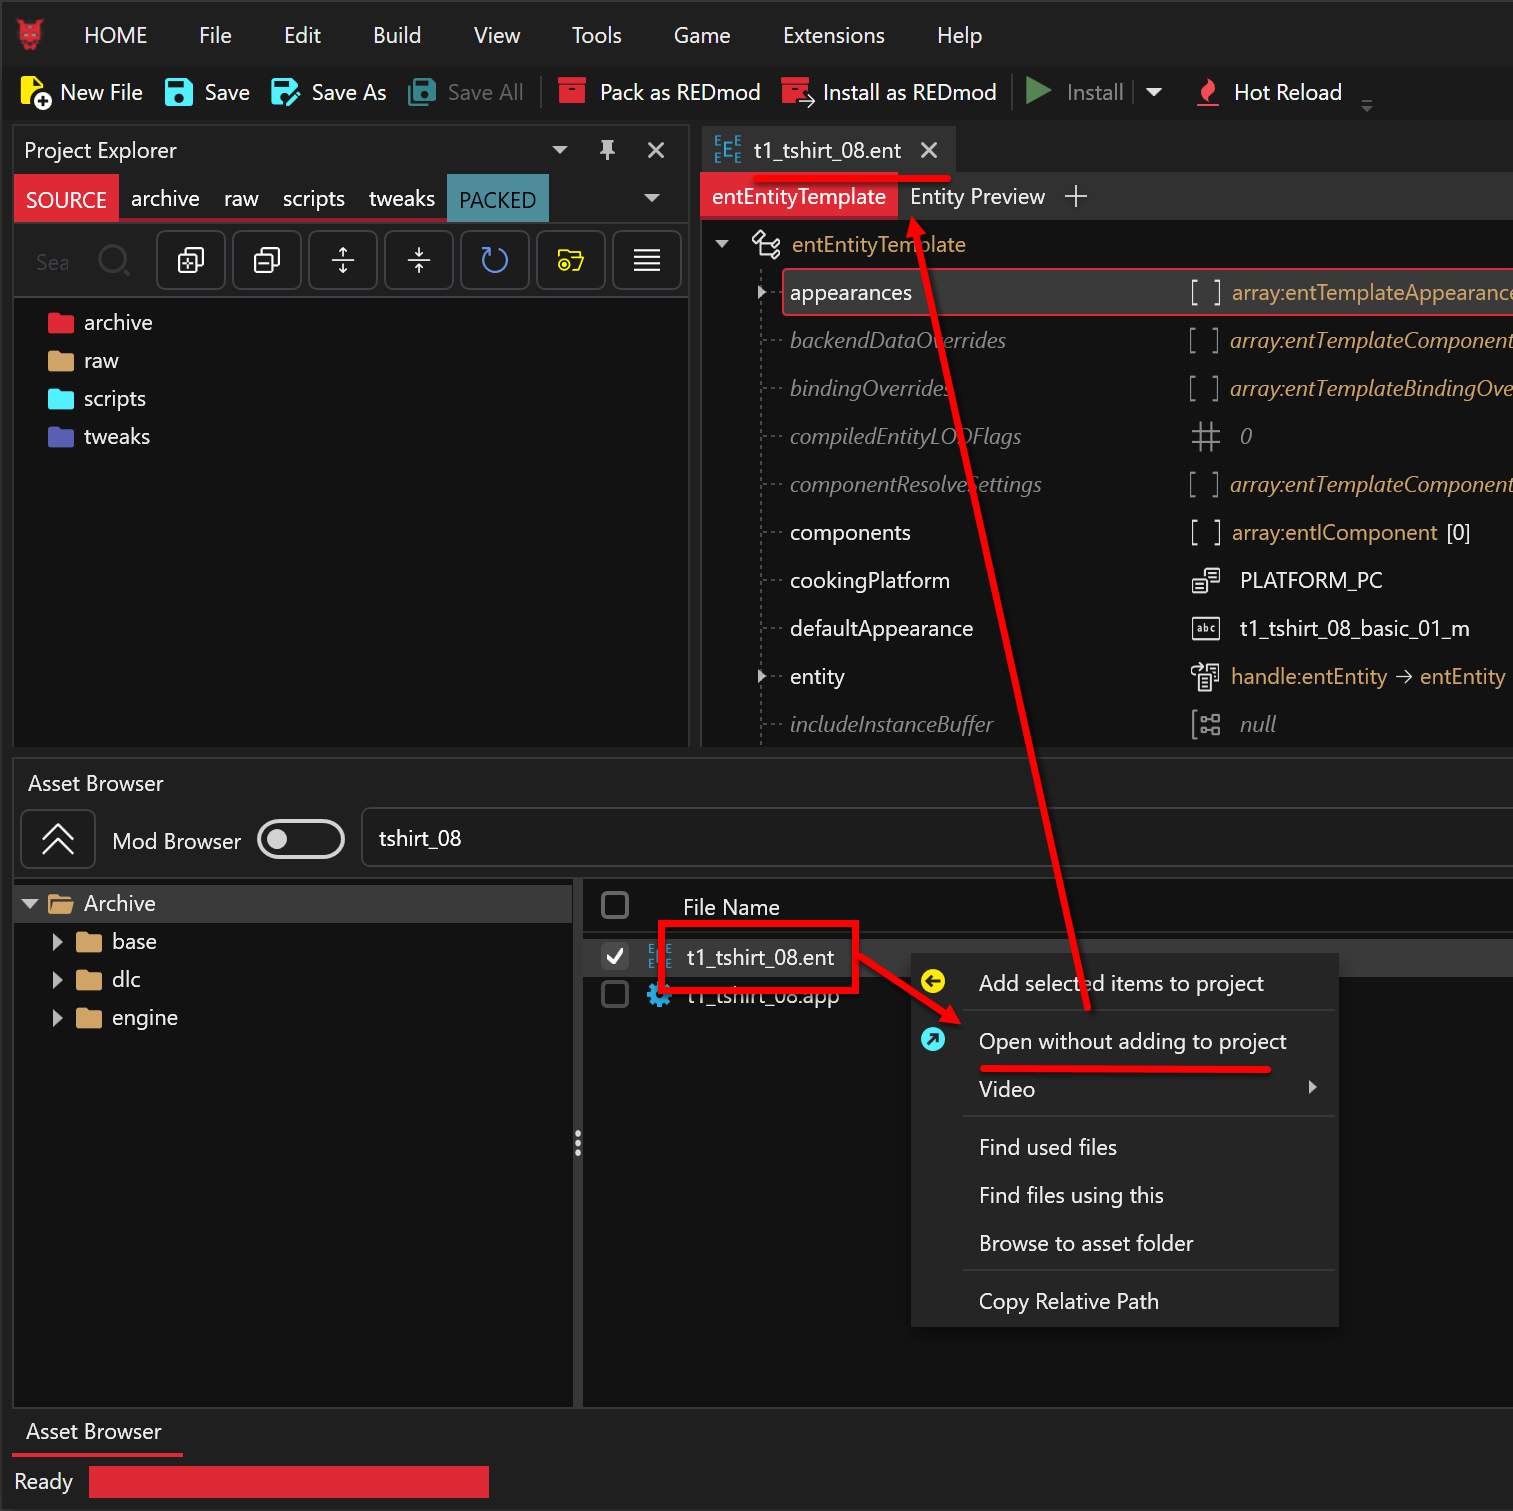 HOME File Edit Build View Tools Game Extensions Help
New File Save Save As Save All Pack as REDmod Install as REDmod Install Hot Reload
Project Explorer
SOURCE archive raw scripts tweaks PACKED
Sea
archive
raw
scripts
tweaks
t1_tshirt_08.ent
entEntityTemplate Entity Preview
entEntityTemplate
appearances [ ] array:entTemplateAppearance
backendDataOverrides [ ] array:entTemplateComponent
bindingOverrides [ ] array:entTemplateBindingOve
compiledEntityLODFlags 0
componentResolveSettings [ ] array:entTemplateComponent
components [ ] array:entIComponent [0]
cookingPlatform PLATFORM_PC
defaultAppearance abc t1_tshirt_08_basic_01_m
entity handle:entEntity → entEntity
includeInstanceBuffer null
Asset Browser
Mod Browser tshirt_08
Archive
base
dlc
engine
File Name
t1_tshirt_08.ent
t1_tshirt_08.app
Add selected items to project
Open without adding to project
Video
Find used files
Find files using this
Browse to asset folder
Copy Relative Path
Asset Browser
Ready